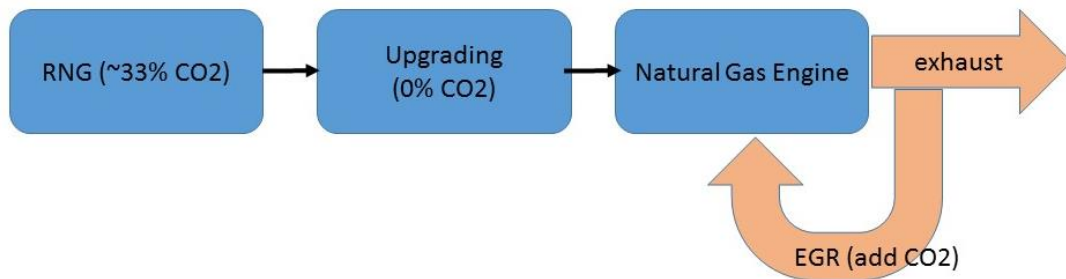 RNG (~33% CO2)
Upgrading
(0% CO2)
Natural Gas Engine
exhaust
EGR (add CO2)